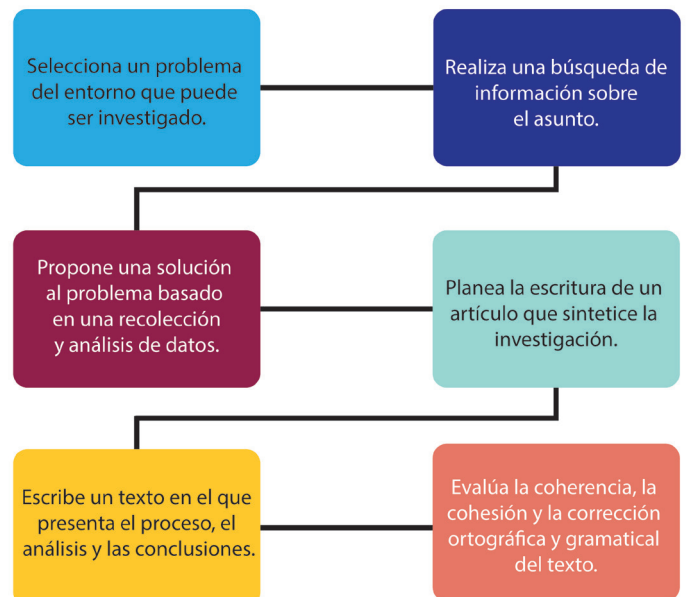 Selecciona un problema
del entorno que puede
ser investigado.
Realiza una búsqueda de
información sobre
el asunto.
Propone una solución
al problema basado
en una recolección
y análisis de datos.
Planea la escritura de un
artículo que sintetice la
investigación.
Escribe un texto en el que
presenta el proceso, el
análisis y las conclusiones.
Evalúa la coherencia, la
cohesión y la corrección
ortográfica y gramatical
del texto.